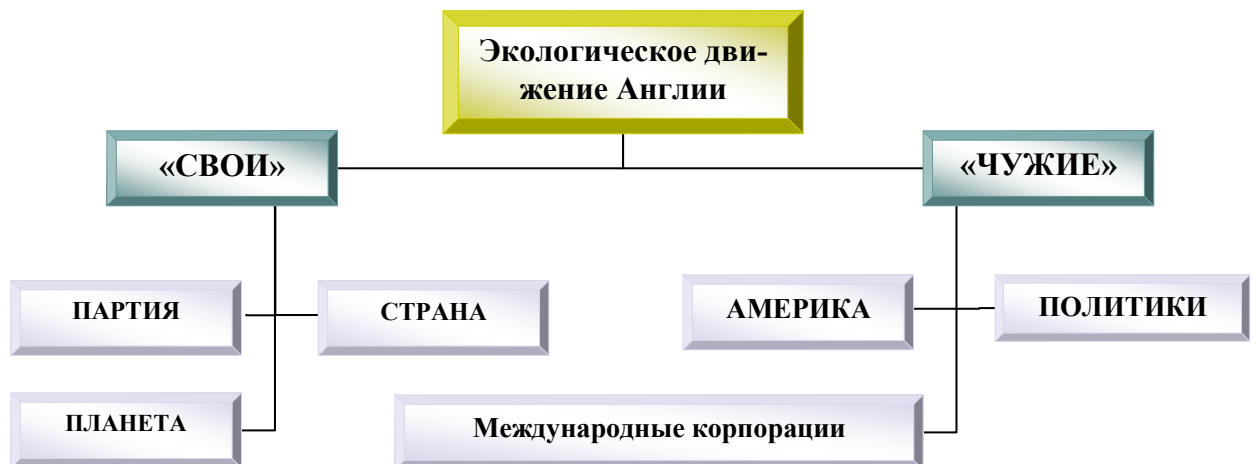 Экологическое дви-
жение Англии
«СВОИ»
«ЧУЖИЕ»
ПАРТИЯ
СТРАНА
АМЕРИКА
ПОЛИТИКИ
ПЛАНЕТА
Международные корпорации